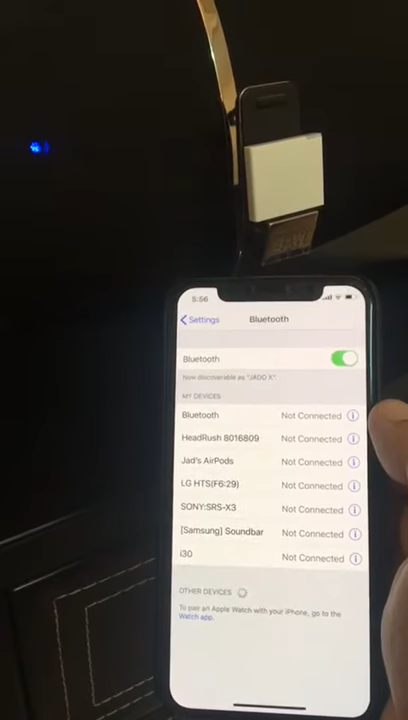 5:56
Settings
Bluetooth
Bluetooth
Now discoverable as "JADO X".
MY DEVICES
Bluetooth Not Connected
HeadRush 8016809 Not Connected
Jad's AirPods Not Connected
LG HTS(F6:29) Not Connected
SONY:SRS-X3 Not Connected
[Samsung] Soundbar Not Connected
i30 Not Connected
OTHER DEVICES
To pair an Apple Watch with your iPhone, go to the
Watch app.